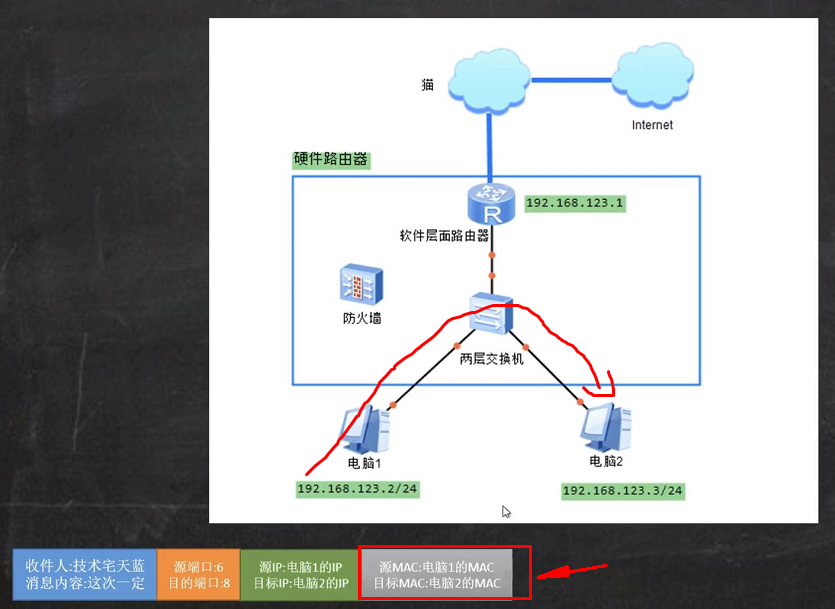 猫
Internet
硬件路由器
192.168.123.1
R
软件层面路由器
防火墙
两层交换机
电脑1
电脑2
192.168.123.2/24
192.168.123.3/24
收件人:技术宅天蓝
消息内容:这次一定
源端口:6
目的端口:8
源IP:电脑1的IP
目标IP:电脑2的IP
源MAC:电脑1的MAC
目标MAC:电脑2的MAC